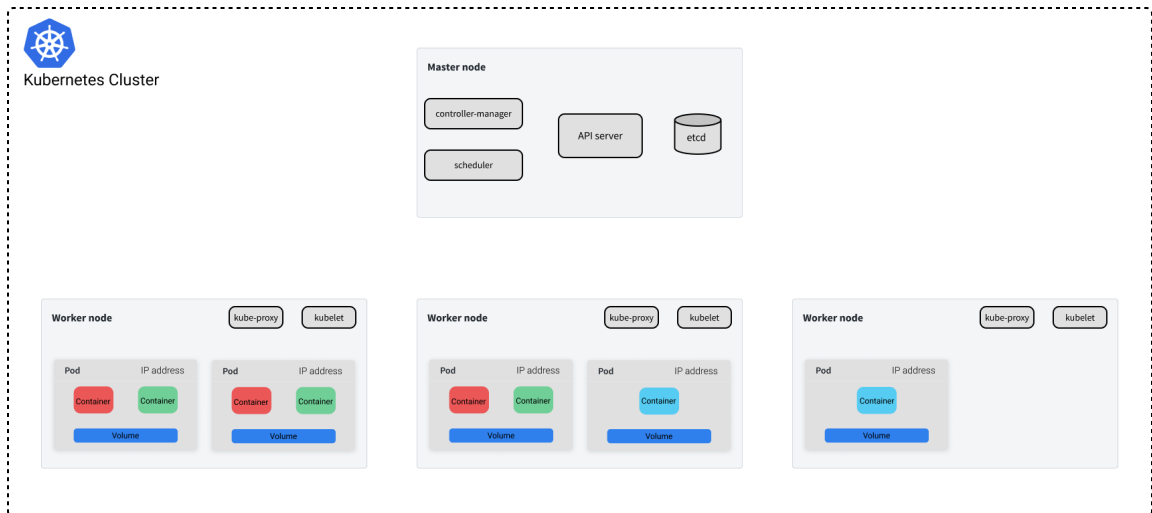 Kubernetes Cluster
Master node
controller-manager
API server
etcd
scheduler
Worker node
kube-proxy
kubelet
Pod
IP address
Container
Container
Volume
Pod
IP address
Container
Container
Volume
Worker node
kube-proxy
kubelet
Pod
IP address
Container
Container
Volume
Pod
IP address
Container
Volume
Worker node
kube-proxy
kubelet
Pod
IP address
Container
Volume